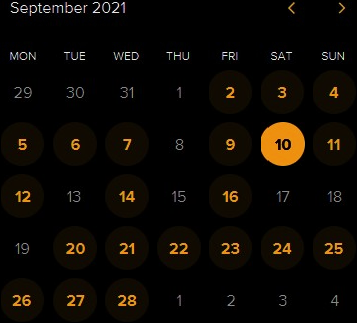 September 2021
MON TUE WED THU FRI SAT SUN
29 30 31 1 2 3 4
5 6 7 8 9 10 11
12 13 14 15 16 17 18
19 20 21 22 23 24 25
26 27 28 1 2 3 4